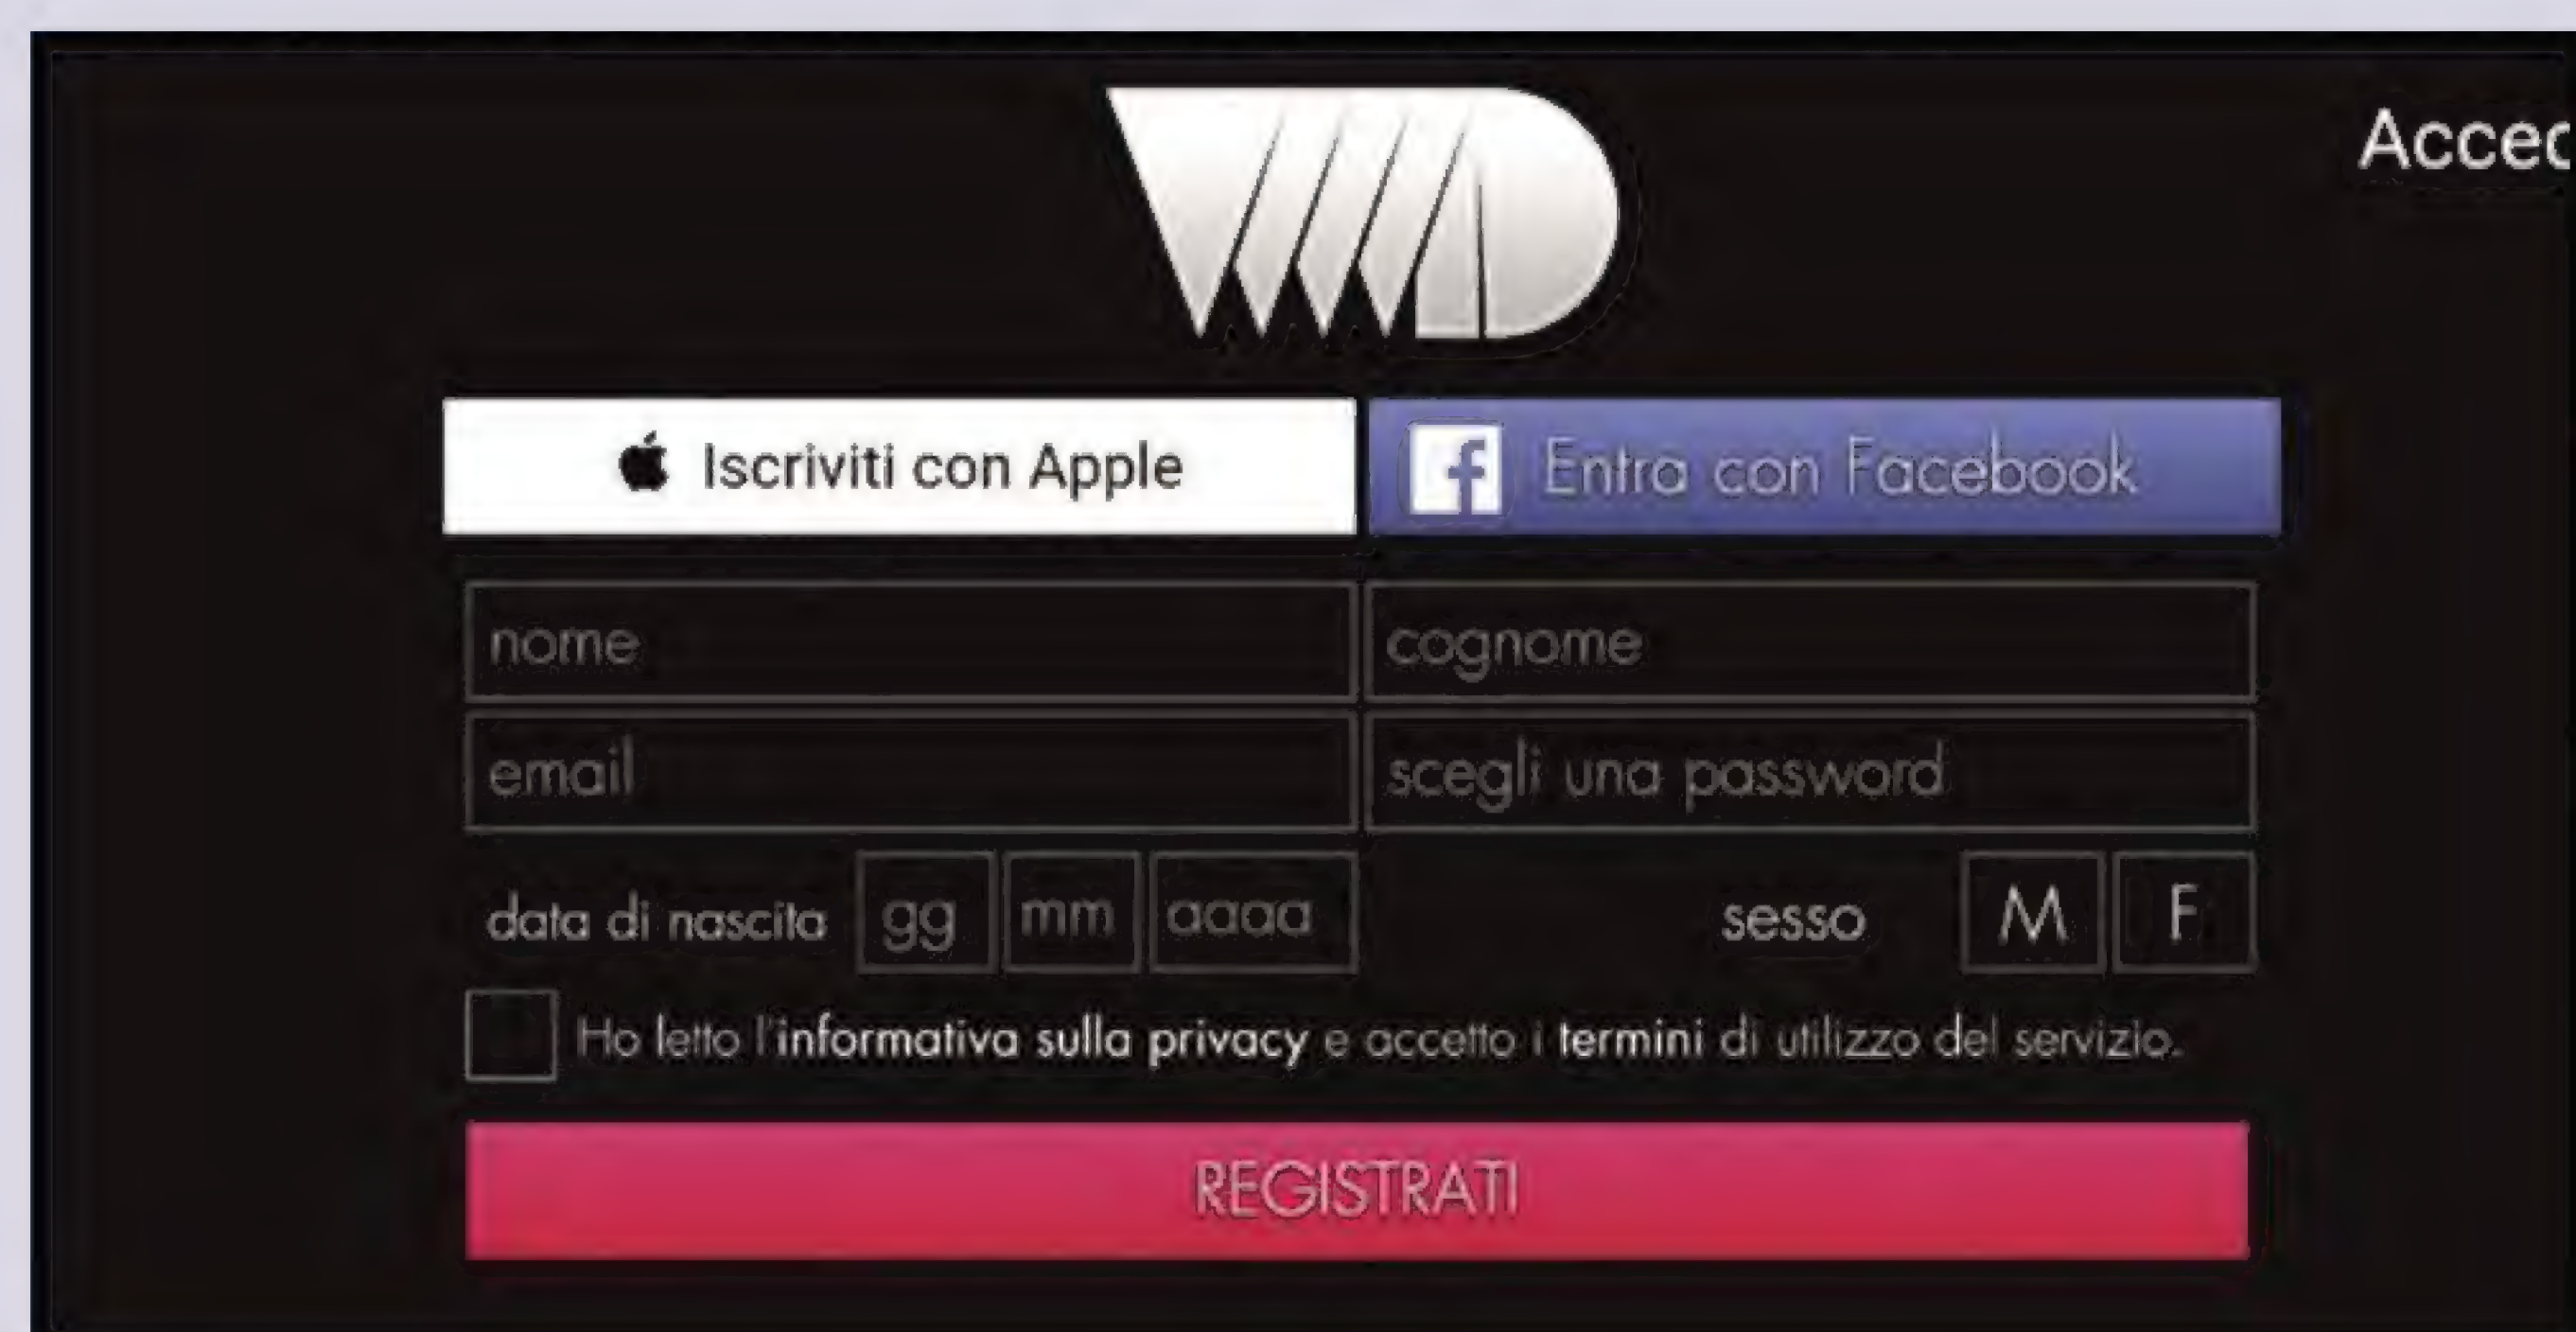 Acced
Iscriviti con Apple
Entra con Facebook
nome
cognome
email
scegli una password
data di nascita gg mm aaaa
sesso M F
Ho letto l'informativa sulla privacy e accetto i termini di utilizzo del servizio.
REGISTRATI